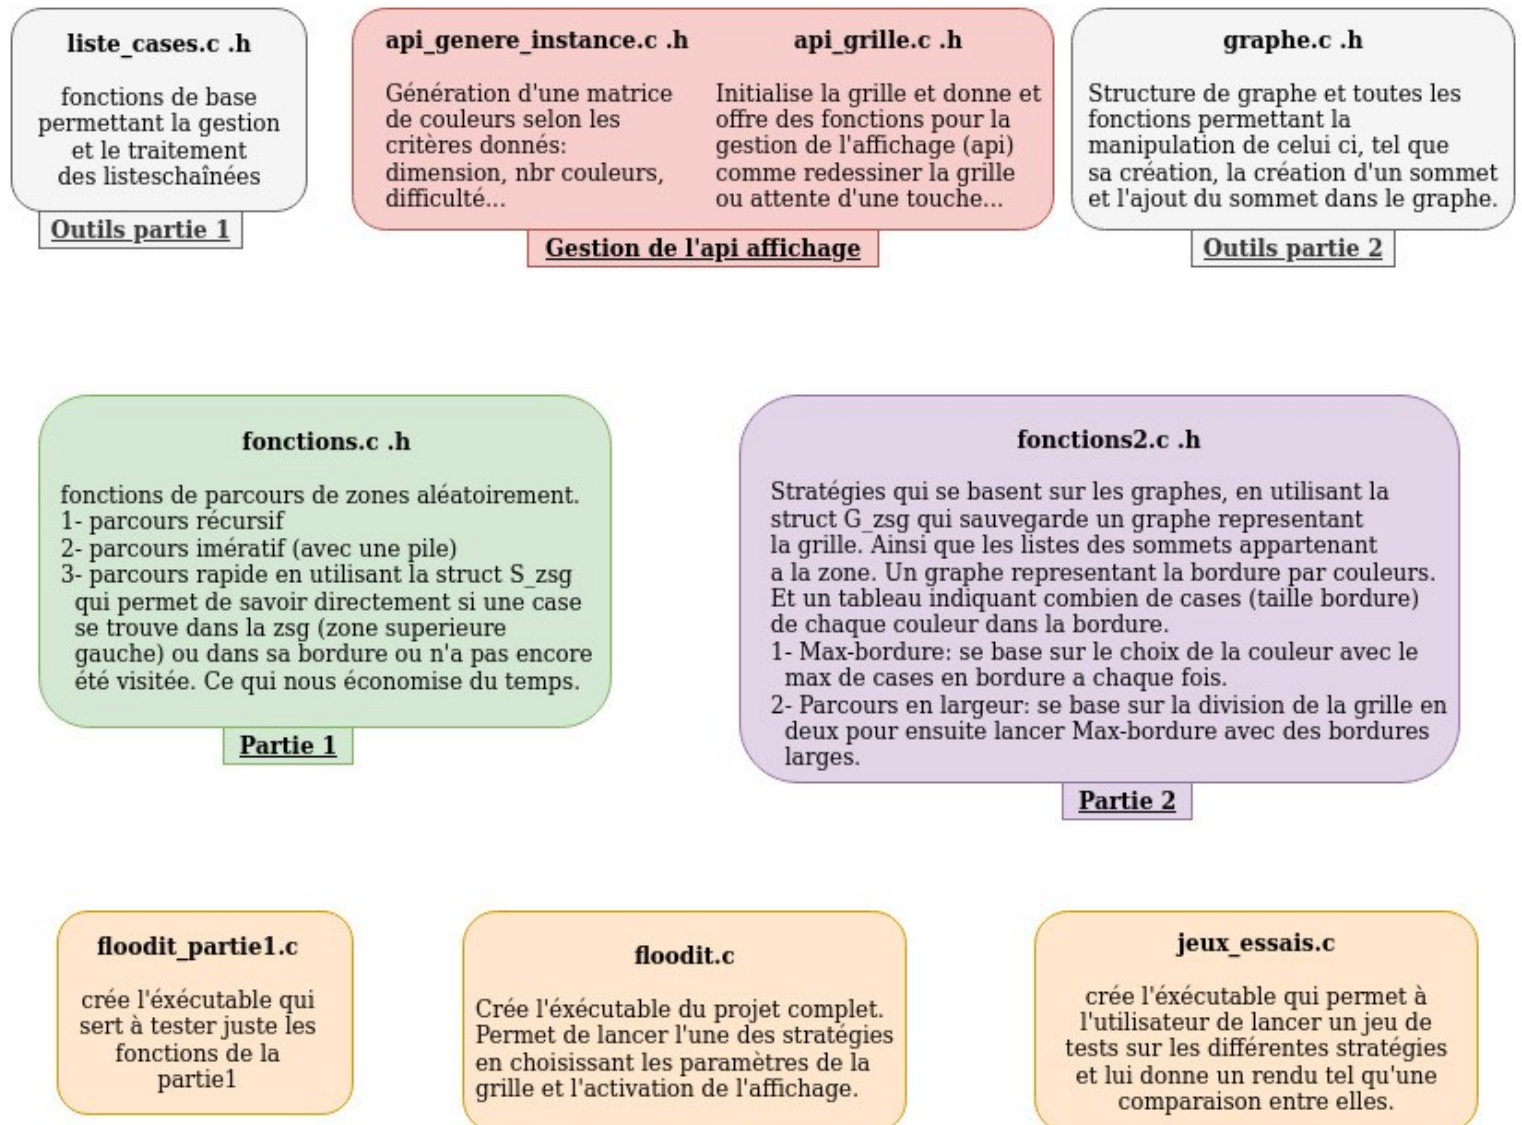 liste_cases.c .h
fonctions de base
permettant la gestion
et le traitement
des listeschaînées
Outils partie 1
api_genere_instance.c .h
Génération d'une matrice
de couleurs selon les
critères donnés:
dimension, nbr couleurs,
difficulté...
api_grille.c .h
Initialise la grille et donne et
offre des fonctions pour la
gestion de l'affichage (api)
comme redessiner la grille
ou attente d'une touche...
Gestion de l'api affichage
graphe.c .h
Structure de graphe et toutes les
fonctions permettant la
manipulation de celui ci, tel que
sa création, la création d'un sommet
et l'ajout du sommet dans le graphe.
Outils partie 2
fonctions.c .h
fonctions de parcours de zones aléatoirement.
1- parcours récursif
2- parcours imératif (avec une pile)
3- parcours rapide en utilisant la struct S_zsg
qui permet de savoir directement si une case
se trouve dans la zsg (zone superieure
gauche) ou dans sa bordure ou n'a pas encore
été visitée. Ce qui nous économise du temps.
Partie 1
fonctions2.c .h
Stratégies qui se basent sur les graphes, en utilisant la
struct G_zsg qui sauvegarde un graphe representant
la grille. Ainsi que les listes des sommets appartenant
a la zone. Un graphe representant la bordure par couleurs.
Et un tableau indiquant combien de cases (taille bordure)
de chaque couleur dans la bordure.
1- Max-bordure: se base sur le choix de la couleur avec le
max de cases en bordure a chaque fois.
2- Parcours en largeur: se base sur la division de la grille en
deux pour ensuite lancer Max-bordure avec des bordures
larges.
Partie 2
floodit_partie1.c
crée l'éxécutable qui
sert à tester juste les
fonctions de la
partie1
floodit.c
Crée l'éxécutable du projet complet.
Permet de lancer l'une des stratégies
en choisissant les paramètres de la
grille et l'activation de l'affichage.
jeux_essais.c
crée l'éxécutable qui permet à
l'utilisateur de lancer un jeu de
tests sur les différentes stratégies
et lui donne un rendu tel qu'une
comparaison entre elles.